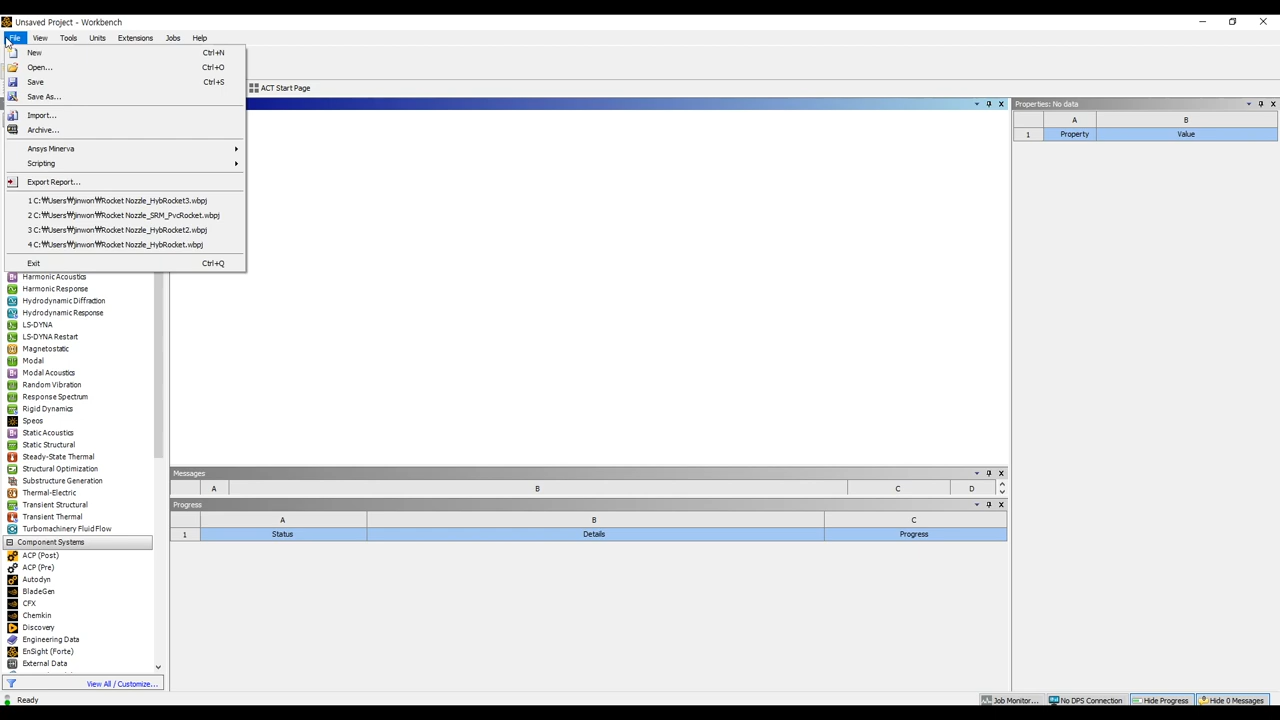 Unsaved Project - Workbench
File View Tools Units Extensions Jobs Help
New Ctrl+N
Open... Ctrl+O
Save Ctrl+S
Save As...
Import...
Archive...
Ansys Minerva
Scripting
Export Report...
1 C:₩Users₩jinwon₩Rocket Nozzle_HybRocket3.wbpj
2 C:₩Users₩jinwon₩Rocket Nozzle_SRM_PvcRocket.wbpj
3 C:₩Users₩jinwon₩Rocket Nozzle_HybRocket2.wbpj
4 C:₩Users₩jinwon₩Rocket Nozzle_HybRocket.wbpj
Exit Ctrl+Q
ACT Start Page
Harmonic Acoustics
Harmonic Response
Hydrodynamic Diffraction
Hydrodynamic Response
LS-DYNA
LS-DYNA Restart
Magnetostatic
Modal
Modal Acoustics
Random Vibration
Response Spectrum
Rigid Dynamics
Speos
Static Acoustics
Static Structural
Steady-State Thermal
Structural Optimization
Substructure Generation
Thermal-Electric
Transient Structural
Transient Thermal
Turbomachinery Fluid Flow
Component Systems
ACP (Post)
ACP (Pre)
Autodyn
BladeGen
CFX
Chemkin
Discovery
Engineering Data
EnSight (Forte)
External Data
View All / Customize...
Messages
A B C D
Progress
A B C
1 Status Details Progress
Properties: No data
A B
1 Property Value
Ready
Job Monitor... No DPS Connection Hide Progress Hide 0 Messages